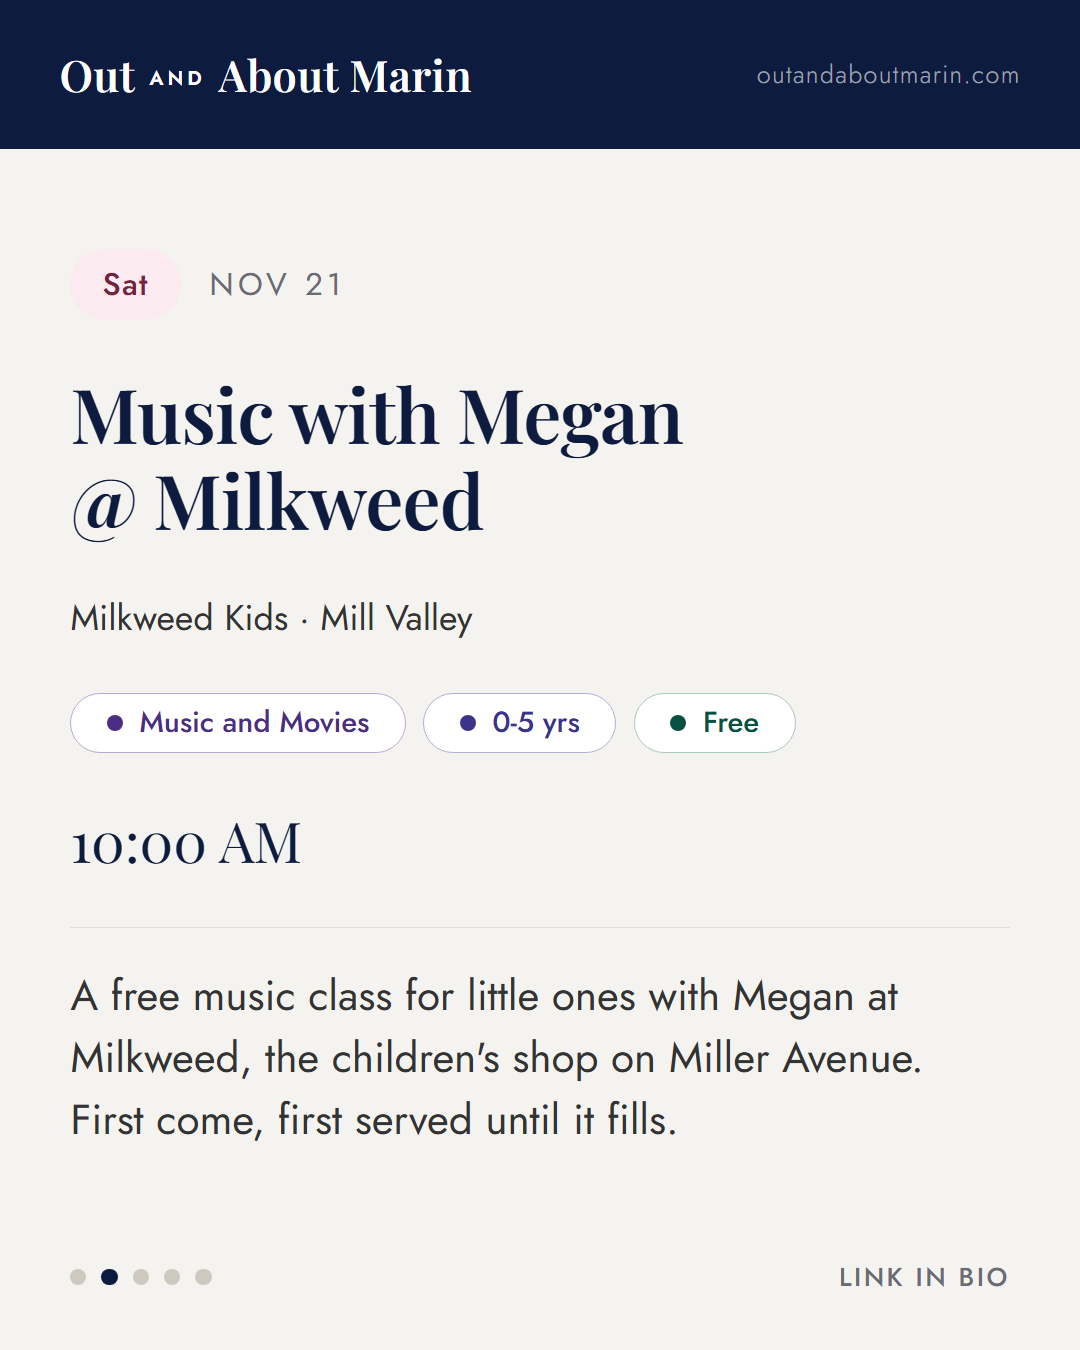 Out AND About Marin
outandaboutmarin.com
Sat
NOV 21
Music with Megan
@ Milkweed
Milkweed Kids · Mill Valley
Music and Movies
0-5 yrs
Free
10:00 AM
A free music class for little ones with Megan at
Milkweed, the children's shop on Miller Avenue.
First come, first served until it fills.
LINK IN BIO